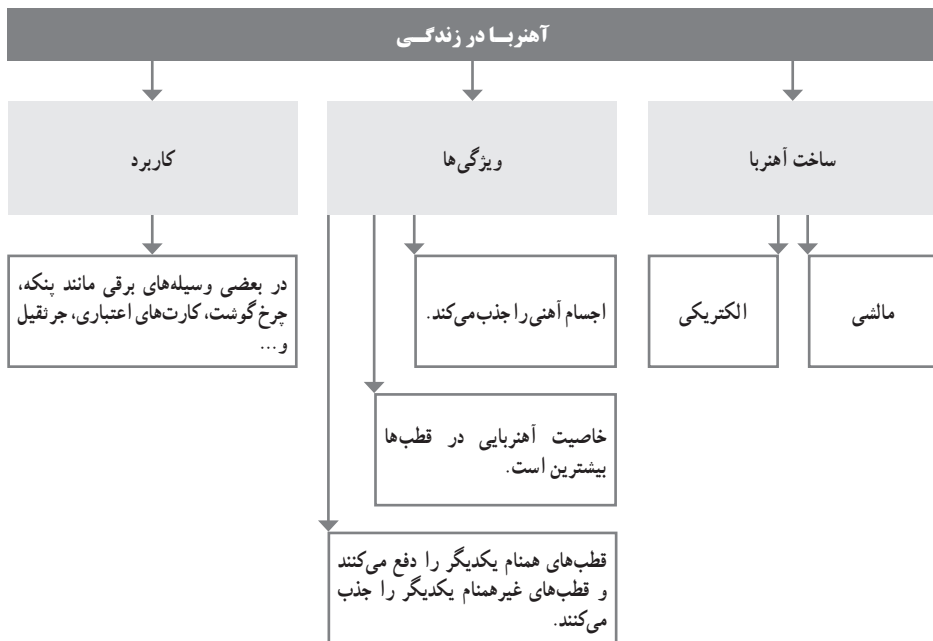 آهنربا در زندگی
ساخت آهنربا
ویژگی‌ها
کاربرد
مالشی
الکتریکی
اجسام آهنی را جذب می‌کند.
در بعضی وسیله‌های برقی مانند پنکه،
چرخ گوشت، کارت‌های اعتباری، جرثقیل
و...
خاصیت آهنربایی در قطب‌ها
بیشترین است.
قطب‌های همنام یکدیگر را دفع می‌کنند
و قطب‌های غیرهمنام یکدیگر را جذب
می‌کنند.